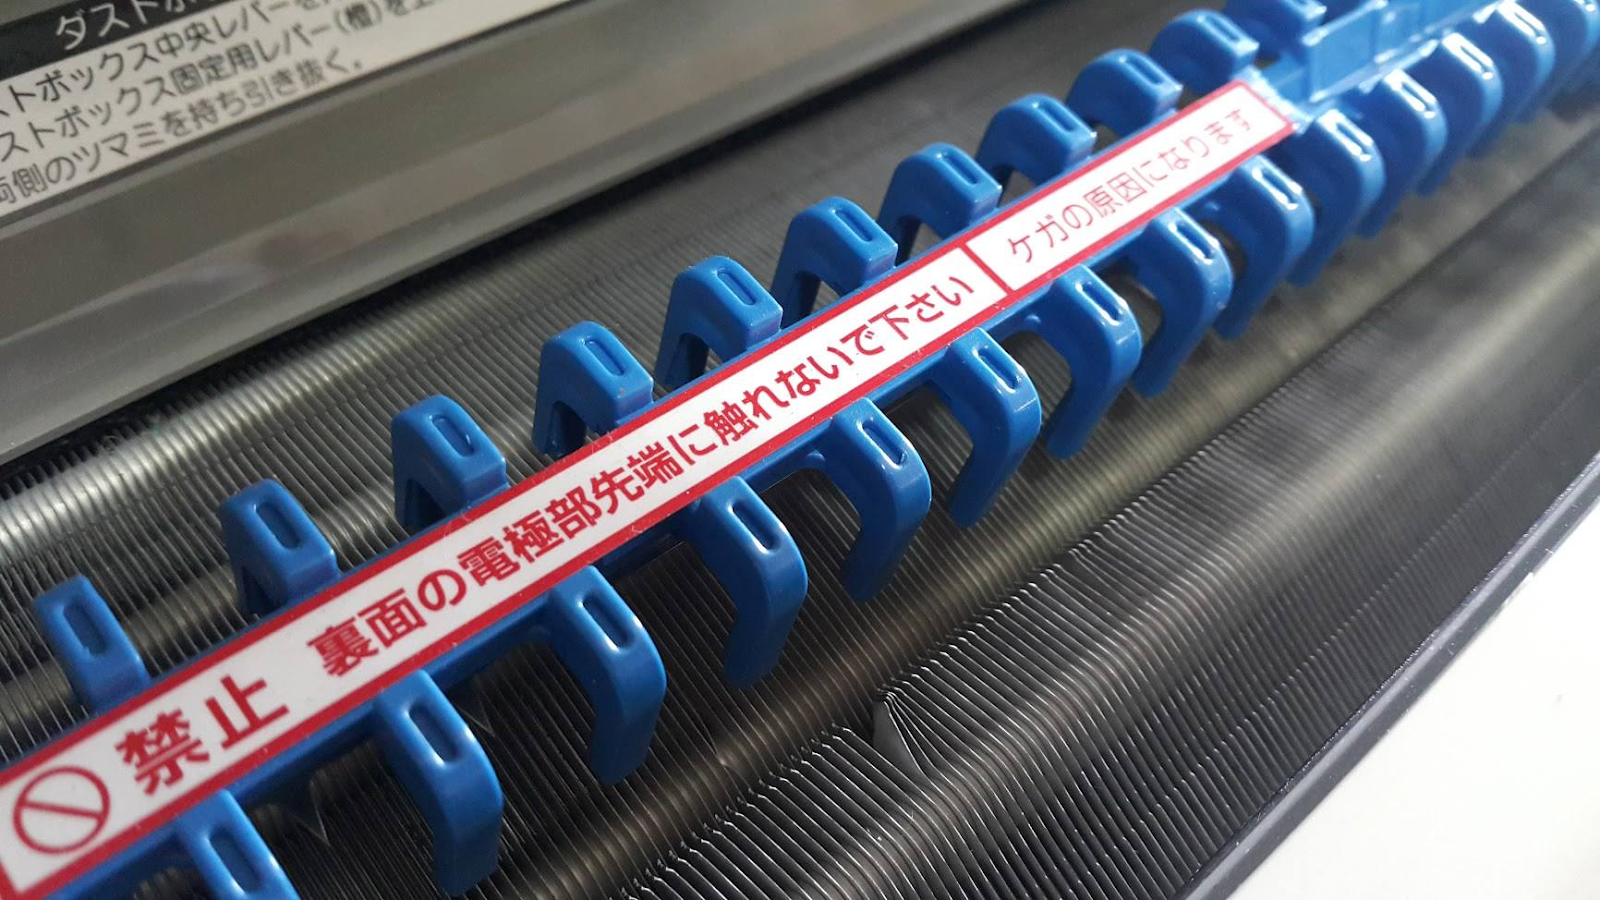 ダストボ
ストボックス中央レバーを
ストボックス固定用レバー(橙)を
両側のツマミを持ち引き抜く。
禁止 裏面の電極部先端に触れないで下さい ケガの原因になります